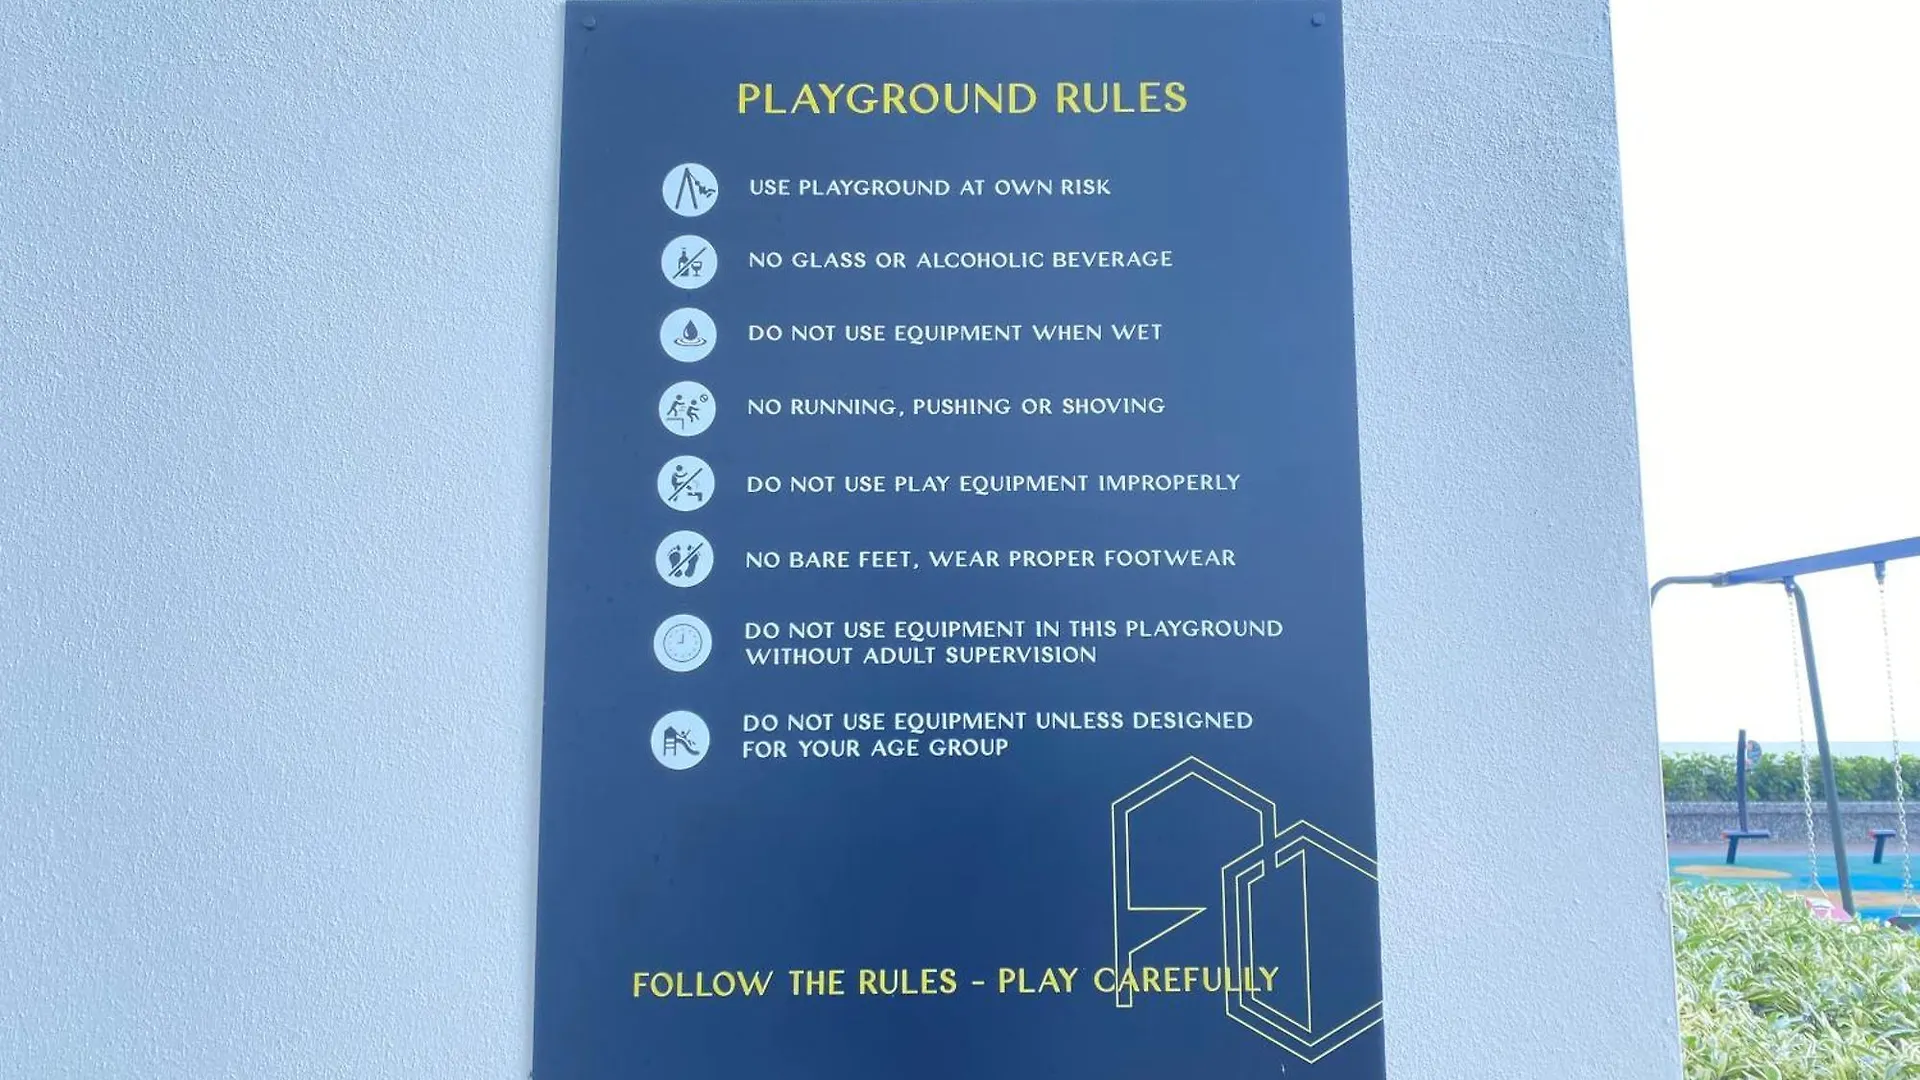 PLAYGROUND RULES
USE PLAYGROUND AT OWN RISK
NO GLASS OR ALCOHOLIC BEVERAGE
DO NOT USE EQUIPMENT WHEN WET
NO RUNNING, PUSHING OR SHOVING
DO NOT USE PLAY EQUIPMENT IMPROPERLY
NO BARE FEET, WEAR PROPER FOOTWEAR
DO NOT USE EQUIPMENT IN THIS PLAYGROUND
WITHOUT ADULT SUPERVISION
DO NOT USE EQUIPMENT UNLESS DESIGNED
FOR YOUR AGE GROUP
FOLLOW THE RULES - PLAY CAREFULLY